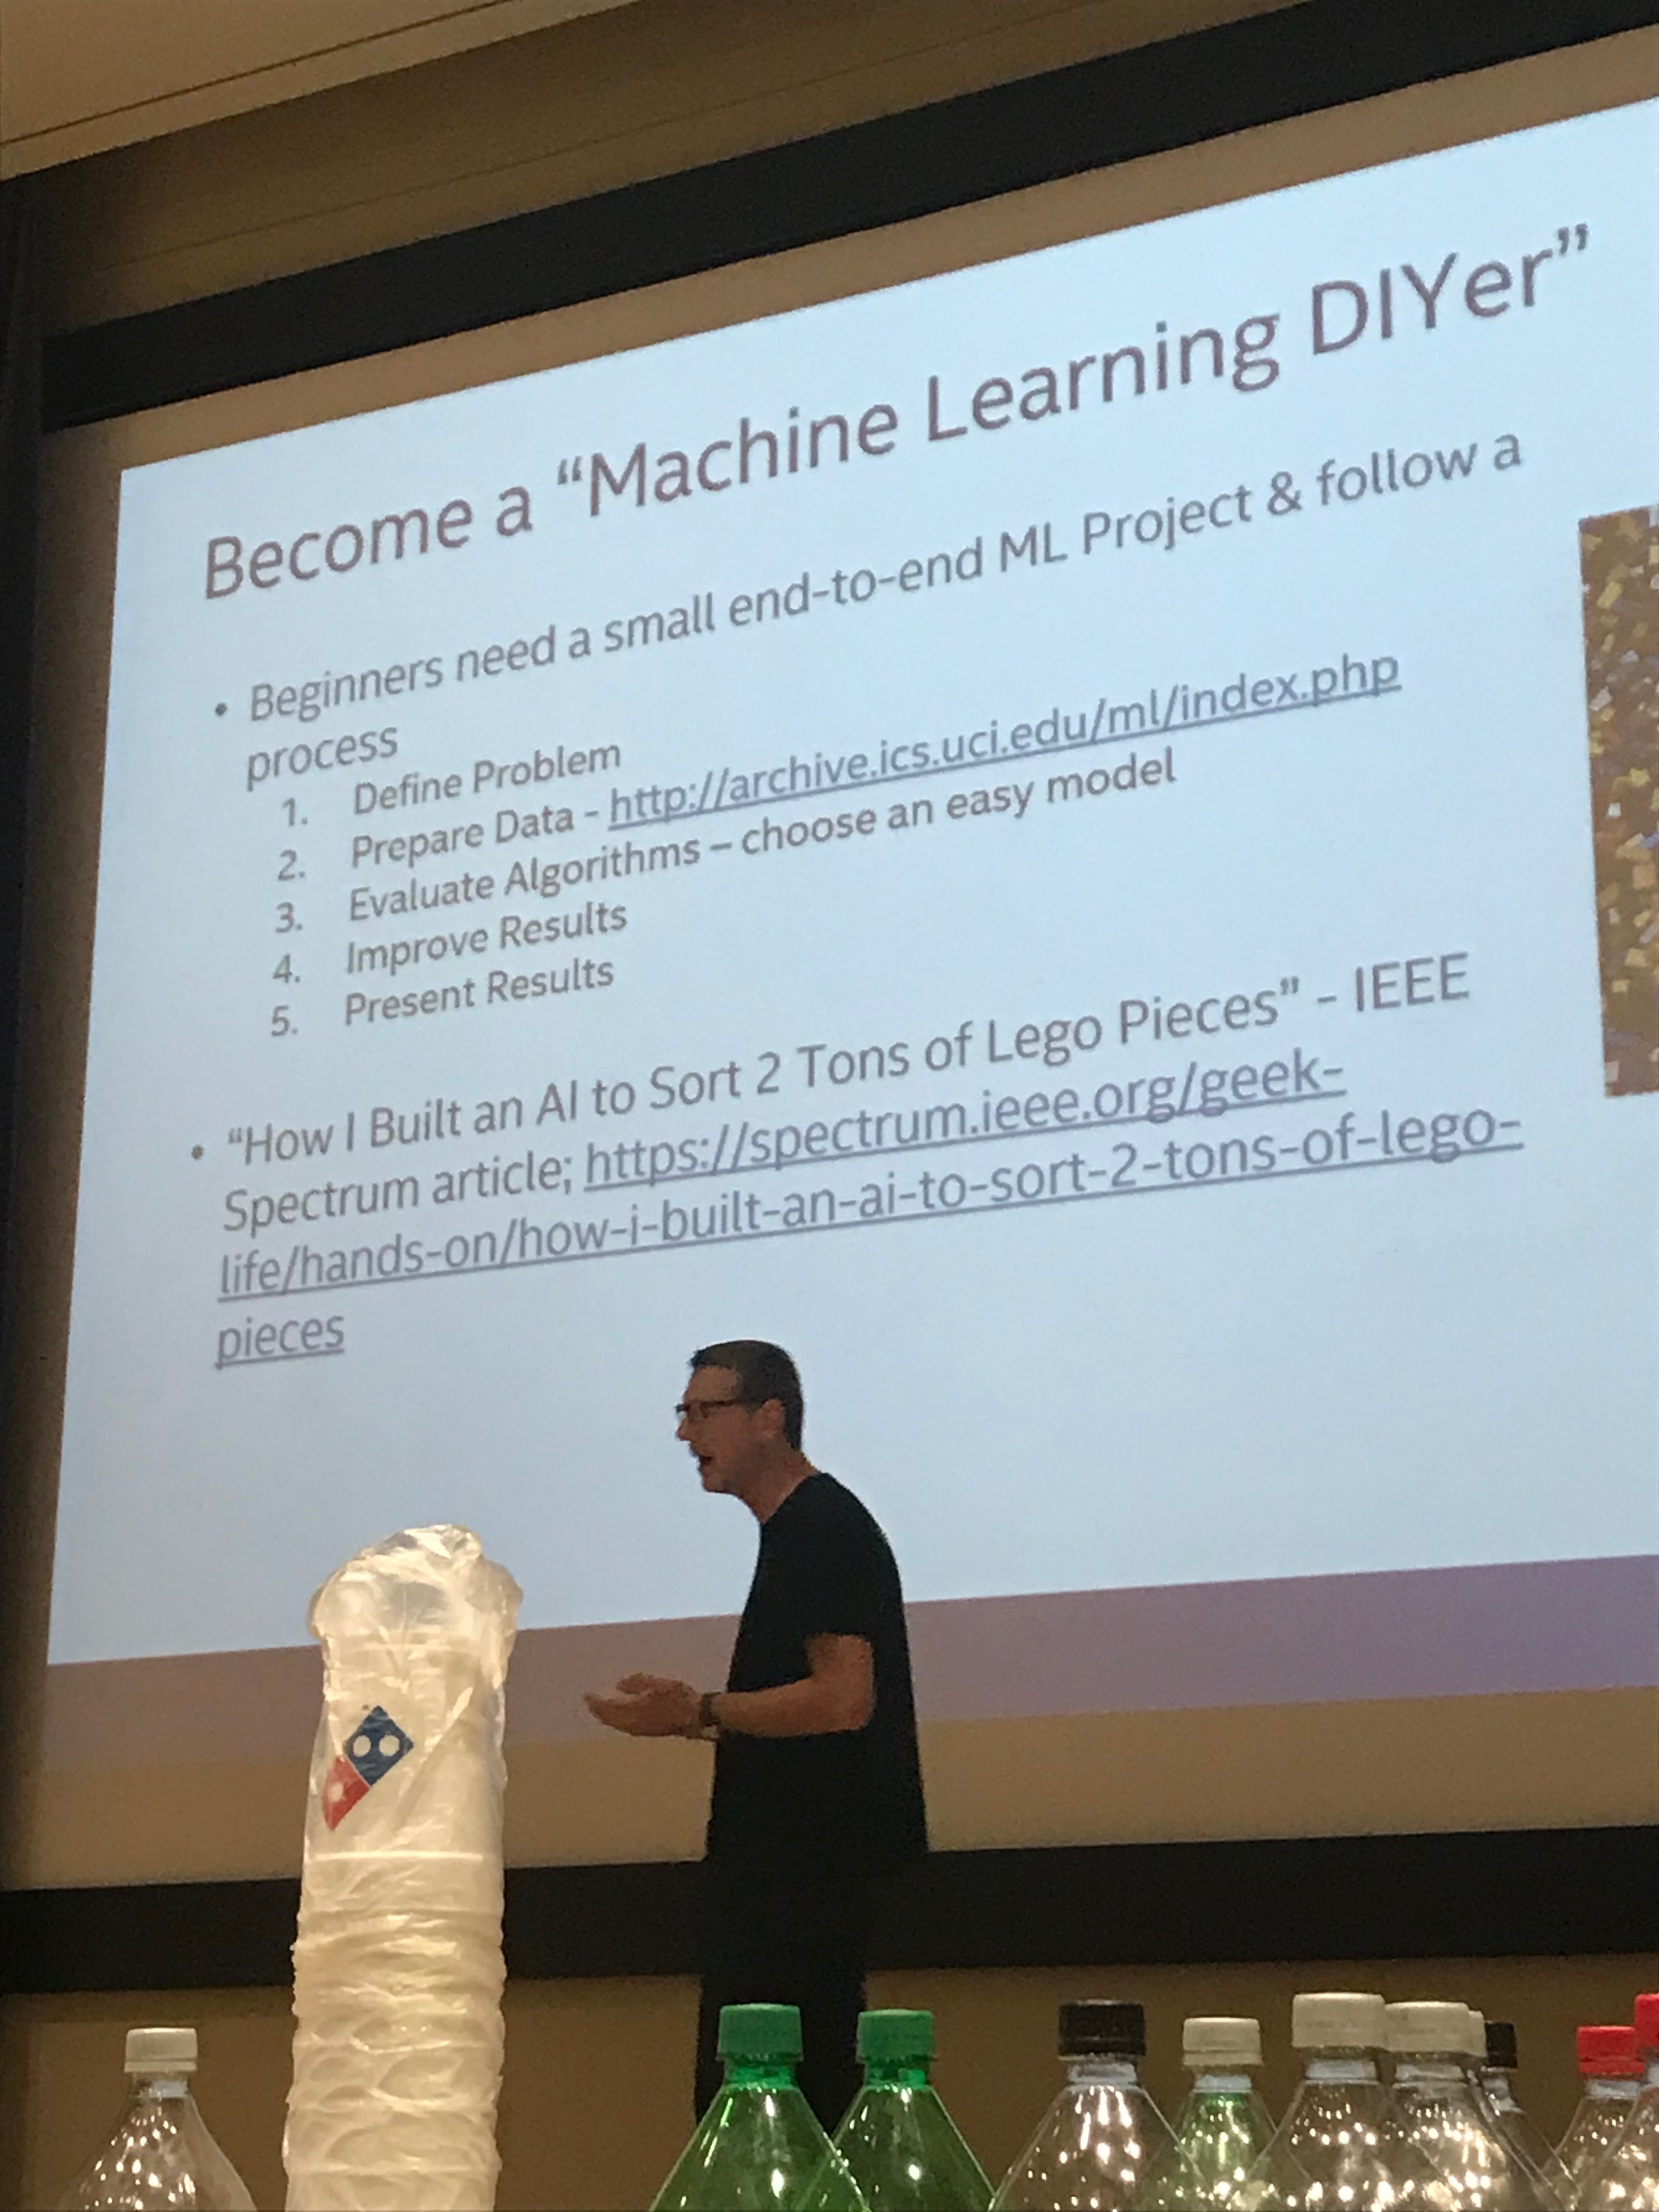 Become a “Machine Learning DIYer”
• Beginners need a small end-to-end ML Project & follow a
process
1. Define Problem
2. Prepare Data - http://archive.ics.uci.edu/ml/index.php
3. Evaluate Algorithms – choose an easy model
4. Improve Results
5. Present Results
• “How I Built an AI to Sort 2 Tons of Lego Pieces” - IEEE
Spectrum article; https://spectrum.ieee.org/geek-
life/hands-on/how-i-built-an-ai-to-sort-2-tons-of-lego-
pieces